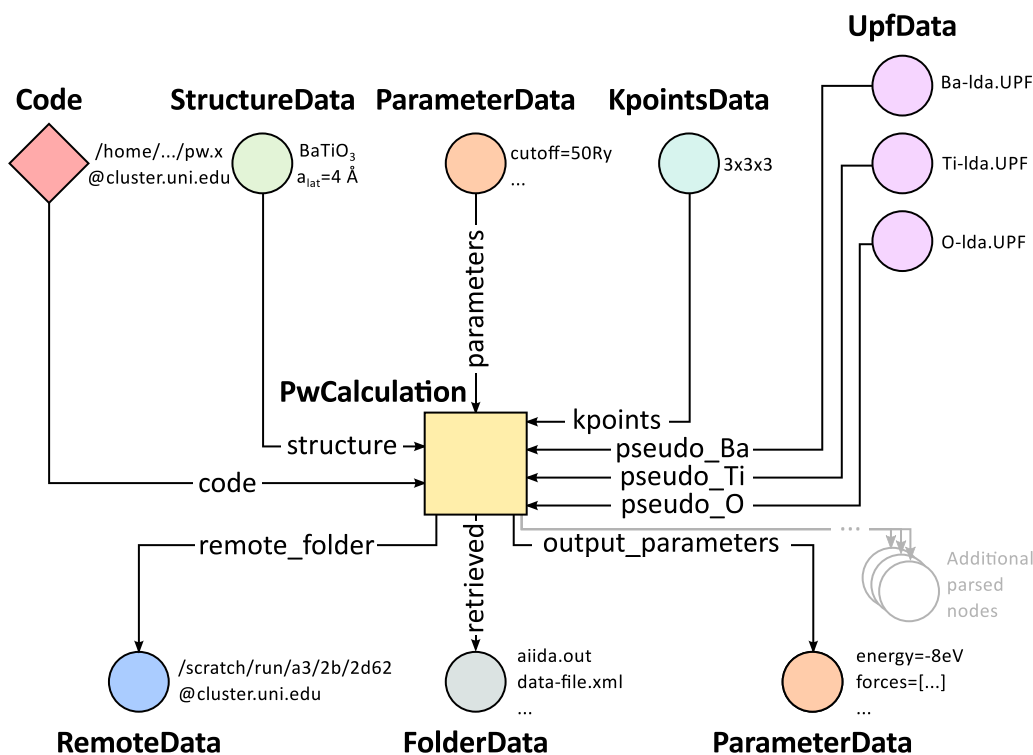 UpfData
Ba-lda.UPF
Ti-lda.UPF
O-lda.UPF
Code
/home/.../pw.x
@cluster.uni.edu
StructureData
BaTiO₃
aₗₐₜ=4 Å
ParameterData
cutoff=50Ry
...
KpointsData
3x3x3
parameters
PwCalculation
kpoints
structure
pseudo_Ba
pseudo_Ti
code
pseudo_O
remote_folder
retrieved
output_parameters
...
Additional
parsed
nodes
/scratch/run/a3/2b/2d62
@cluster.uni.edu
RemoteData
aiida.out
data-file.xml
...
FolderData
energy=-8eV
forces=[...]
...
ParameterData